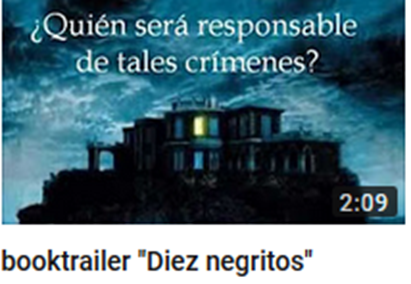 ¿Quién será responsable
de tales crímenes?
2:09
booktrailer "Diez negritos"